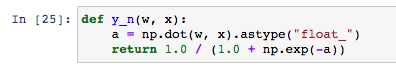 In [25]: def y_n(w, x):
    a = np.dot(w, x).astype("float_")
    return 1.0 / (1.0 + np.exp(-a))